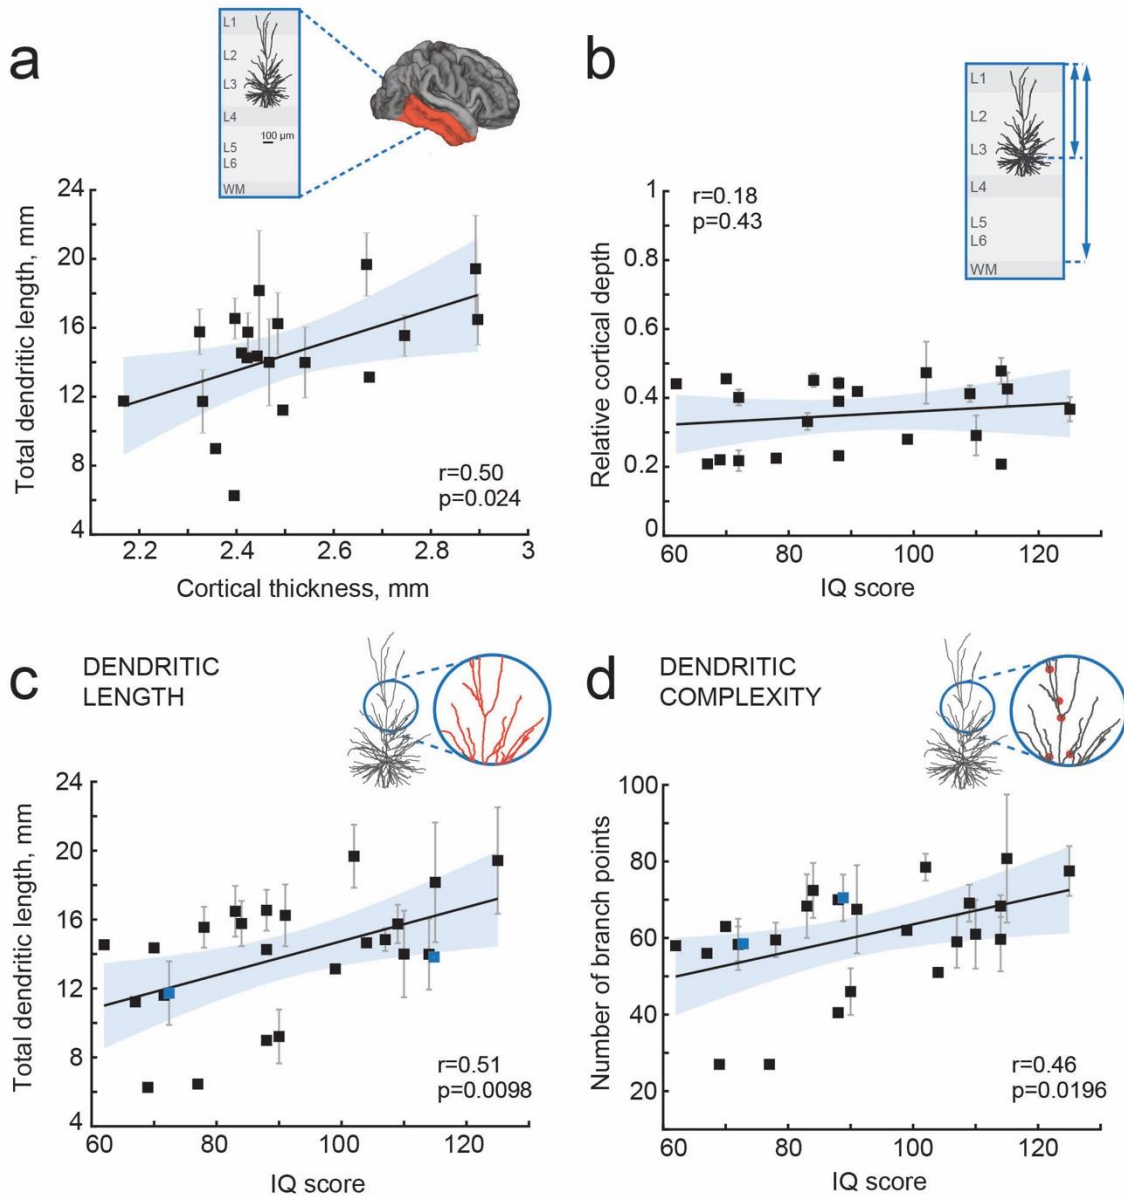 a
L1
L2
L3
L4
100 µm
L5
L6
WM
24
20
16
12
8
4
Total dendritic length, mm
r=0.50
p=0.024
2.2 2.4 2.6 2.8 3
Cortical thickness, mm
b
L1
L2
L3
L4
L5
L6
WM
r=0.18
p=0.43
1
0.8
0.6
0.4
0.2
0
Relative cortical depth
60 80 100 120
IQ score
c
DENDRITIC
LENGTH
24
20
16
12
8
4
Total dendritic length, mm
r=0.51
p=0.0098
60 80 100 120
IQ score
d
DENDRITIC
COMPLEXITY
100
80
60
40
20
Number of branch points
r=0.46
p=0.0196
60 80 100 120
IQ score